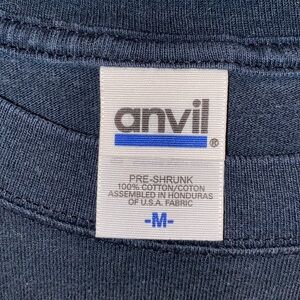 anvil®
PRE-SHRUNK
100% COTTON/COTON
ASSEMBLED IN HONDURAS
OF U.S.A. FABRIC
-M-